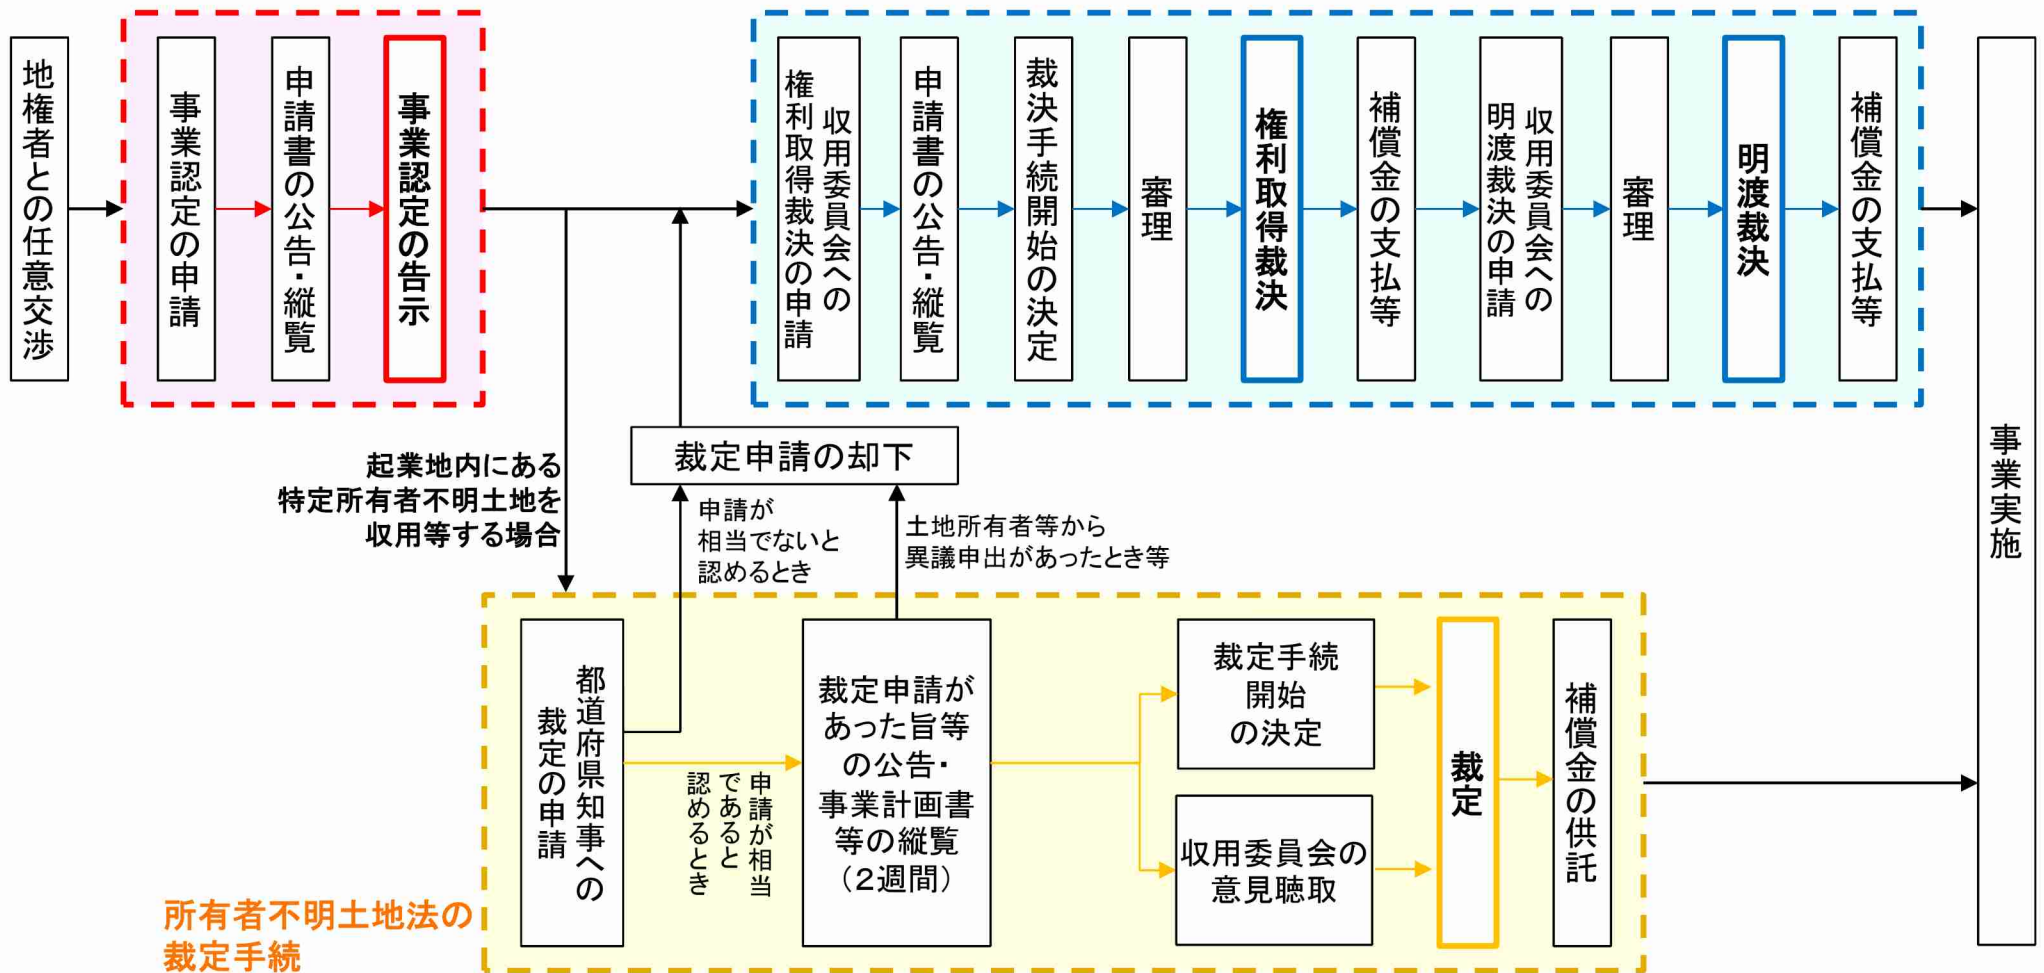 地権者との任意交渉
事業認定の申請
申請書の公告・縦覧
事業認定の告示
収用委員会への
権利取得裁決の申請
申請書の公告・縦覧
裁決手続開始の決定
審理
権利取得裁決
補償金の支払等
収用委員会への
明渡裁決の申請
審理
明渡裁決
補償金の支払等
事業実施
裁定申請の却下
起業地内にある
特定所有者不明土地を
収用等する場合
申請が
相当でないと
認めるとき
土地所有者等から
異議申出があったとき等
都道府県知事への
裁定の申請
申請が相当
であると
認めるとき
裁定申請が
あった旨等
の公告・
事業計画書
等の縦覧
（２週間）
裁定手続
開始
の決定
収用委員会の
意見聴取
裁定
補償金の供託
所有者不明土地法の
裁定手続